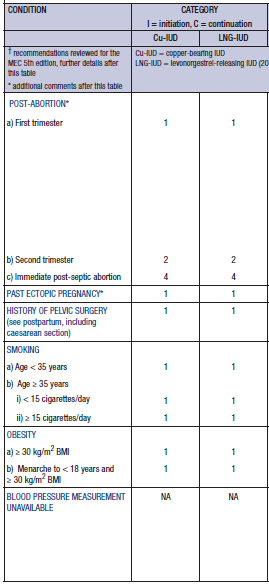 CONDITION CATEGORY
I = initiation, C = continuation
Cu-IUD LNG-IUD
† recommendations reviewed for the
MEC 5th edition, further details after
this table
* additional comments after this table
Cu-IUD = copper-bearing IUD
LNG-IUD = levonorgestrel-releasing IUD (20
POST-ABORTION*
a) First trimester 1 1
b) Second trimester 2 2
c) Immediate post-septic abortion 4 4
PAST ECTOPIC PREGNANCY* 1 1
HISTORY OF PELVIC SURGERY 1 1
(see postpartum, including
caesarean section)
SMOKING
a) Age < 35 years 1 1
b) Age ≥ 35 years
i) < 15 cigarettes/day 1 1
ii) ≥ 15 cigarettes/day 1 1
OBESITY
a) ≥ 30 kg/m² BMI 1 1
b) Menarche to < 18 years and 1 1
≥ 30 kg/m² BMI
BLOOD PRESSURE MEASUREMENT NA NA
UNAVAILABLE